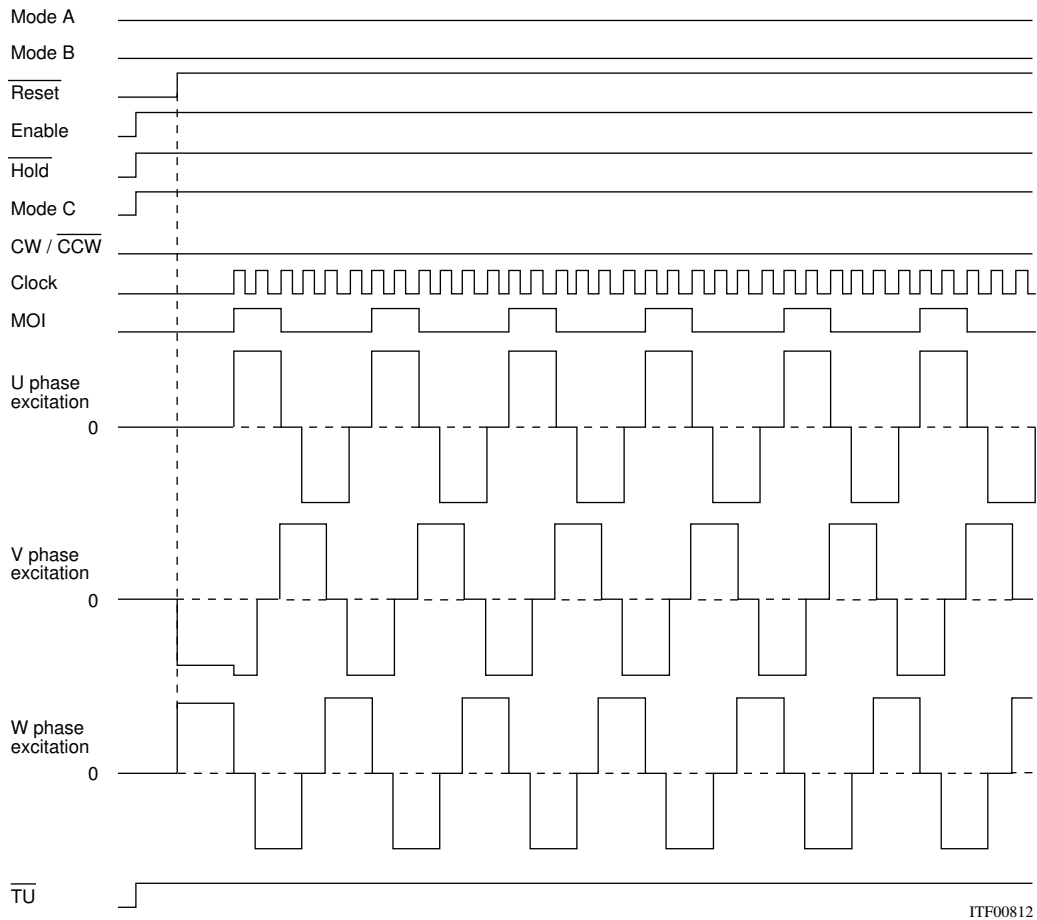 Mode A
Mode B
Reset
Enable
Hold
Mode C
CW / CCW
Clock
MOI
U phase
excitation
0
V phase
excitation
0
W phase
excitation
0
TU
ITF00812